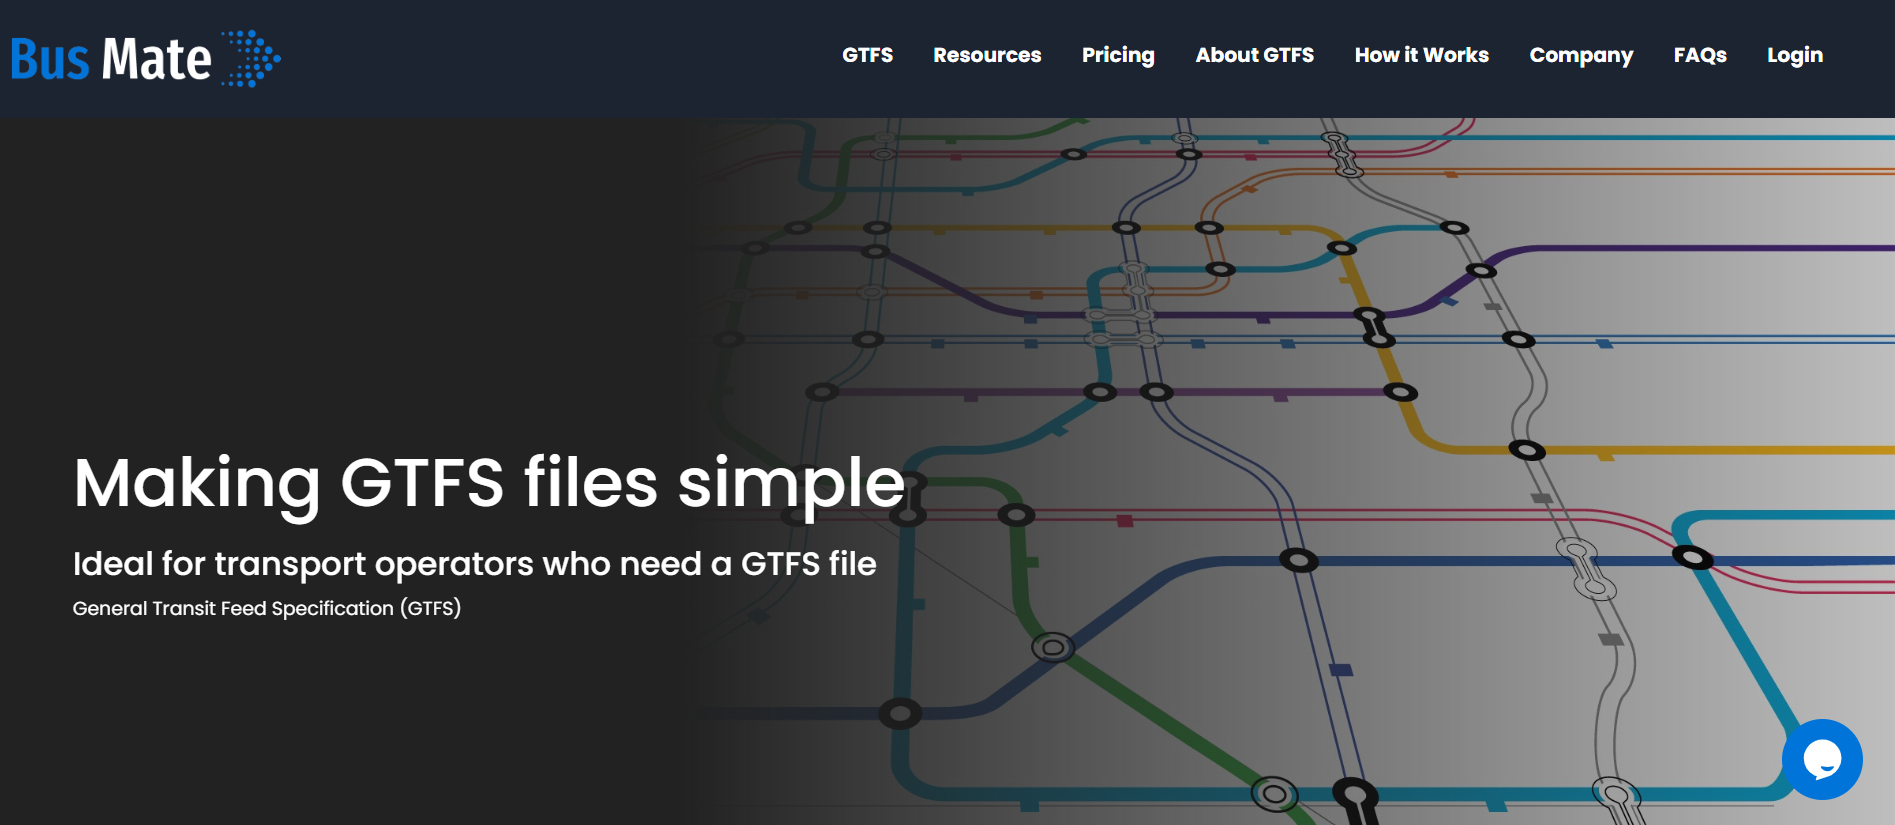 Bus Mate
GTFS Resources Pricing About GTFS How it Works Company FAQs Login
Making GTFS files simple
Ideal for transport operators who need a GTFS file
General Transit Feed Specification (GTFS)